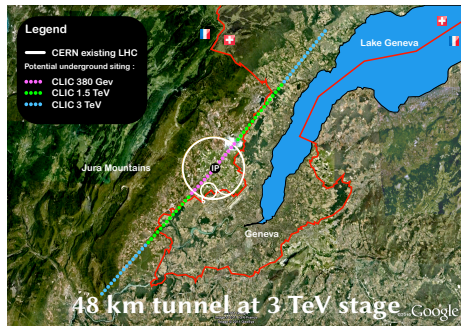 Legend
CERN existing LHC
Potential underground siting :
CLIC 380 Gev
CLIC 1.5 TeV
CLIC 3 TeV
Lake Geneva
Jura Mountains
IP
Geneva
48 km tunnel at 3 TeV stage
Google